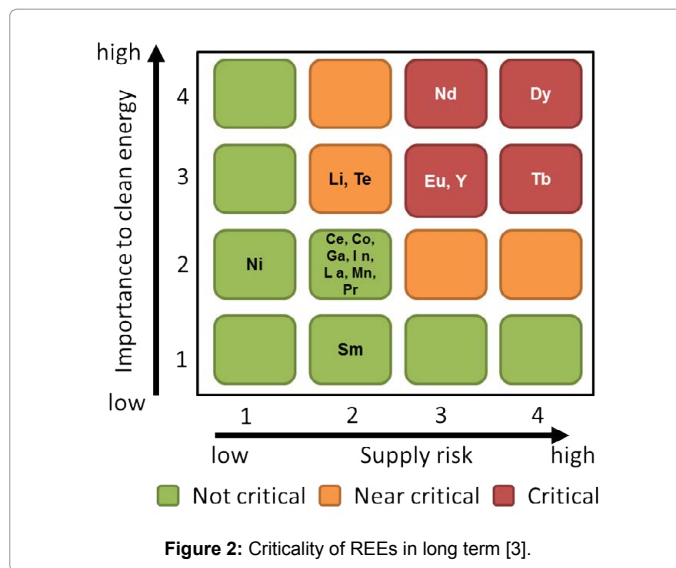 high
Importance to clean energy
low
4
Nd
Dy
3
Li, Te
Eu, Y
Tb
2
Ni
Ce, Co,
Ga, I n,
L a, Mn,
Pr
1
Sm
1 2 3 4
low Supply risk high
Not critical Near critical Critical
Figure 2: Criticality of REEs in long term [3].